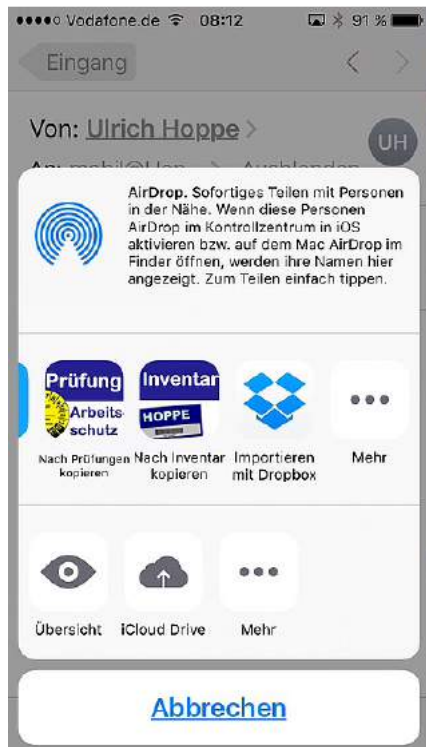 Vodafone.de 08:12 91 %
Eingang
Von: Ulrich Hoppe
UH
AirDrop. Sofortiges Teilen mit Personen
in der Nähe. Wenn diese Personen
AirDrop im Kontrollzentrum in iOS
aktivieren bzw. auf dem Mac AirDrop im
Finder öffnen, werden ihre Namen hier
angezeigt. Zum Teilen einfach tippen.
Prüfung
Arbeits-
schutz
Inventar
HOPPE
Nach Prüfungen
kopieren
Nach Inventar
kopieren
Importieren
mit Dropbox
Mehr
Übersicht
iCloud Drive
Mehr
Abbrechen